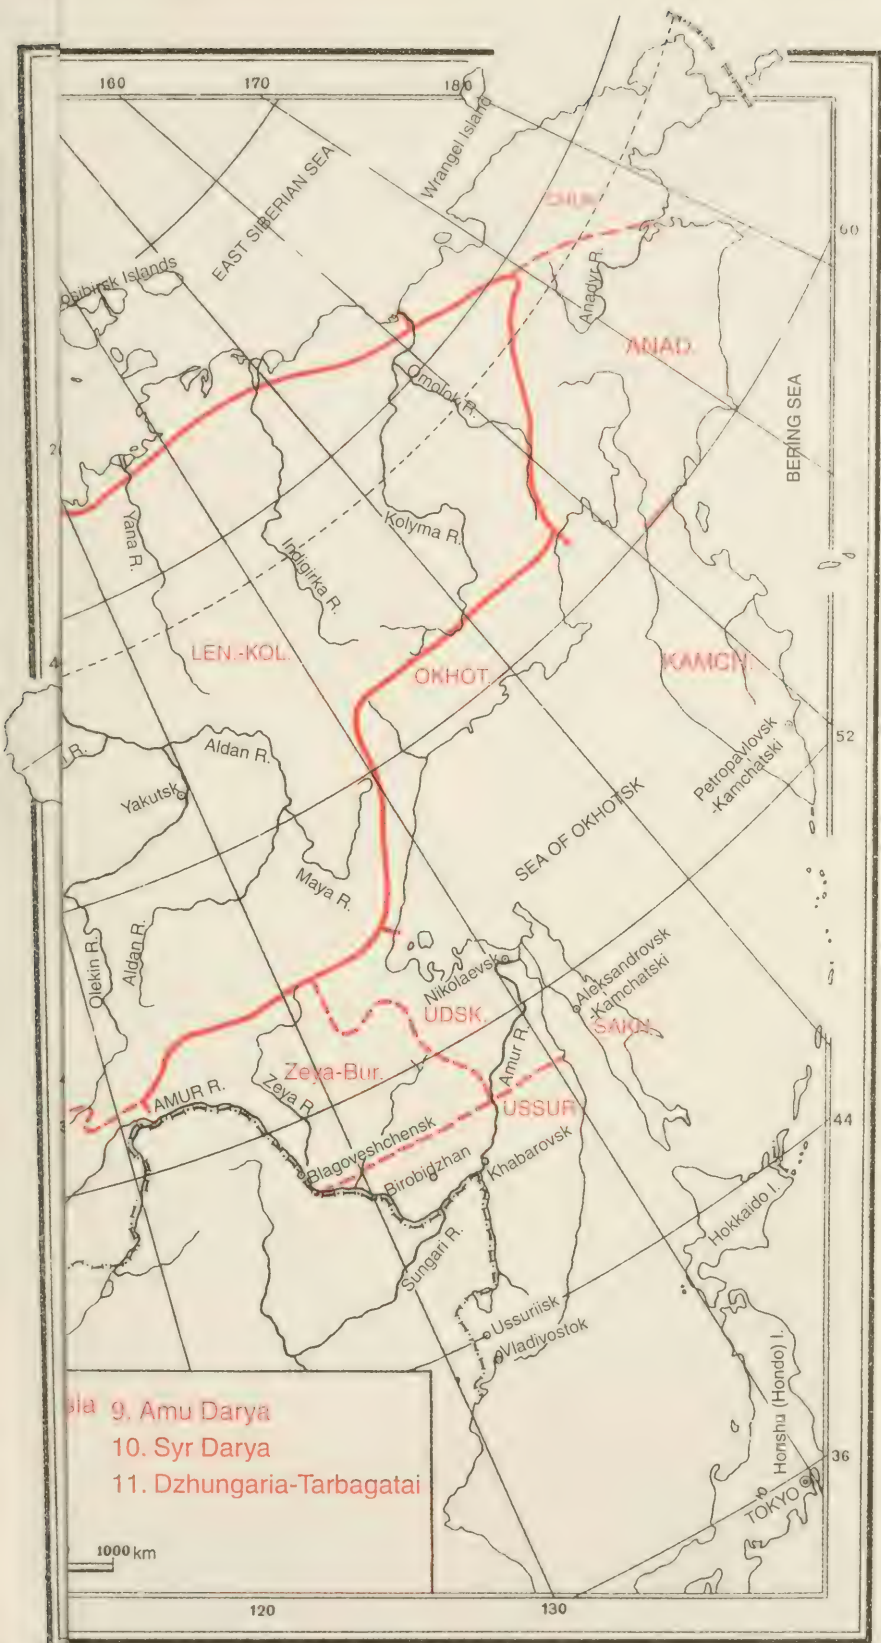 160
170
180
Wrangel Island
EAST SIBERIAN SEA
osibirsk Islands
60
Anadyr R.
ANAD.
BERING SEA
Omolok R.
Yana R.
Indigirka R.
Kolyma R.
LEN.-KOL.
OKHOT.
KAMCH.
52
R.
Aldan R.
Yakutsk
Petropavlovsk
-Kamchatski
SEA OF OKHOTSK
Maya R.
Olekin R.
Aldan R.
Nikolaevsk
Aleksandrovsk
-Kamchatski
UDSK.
SAKH.
Zeya-Bur.
Zeya R.
Amur R.
AMUR R.
USSUR
44
Blagoveshchensk
Birobidzhan
Khabarovsk
Hokkaido I.
Sungari R.
Ussuriisk
Vladiyostok
Honshu (Hondo) I.
9. Amu Darya
10. Syr Darya
11. Dzhungaria-Tarbagatai
36
TOKYO
1000 km
120
130